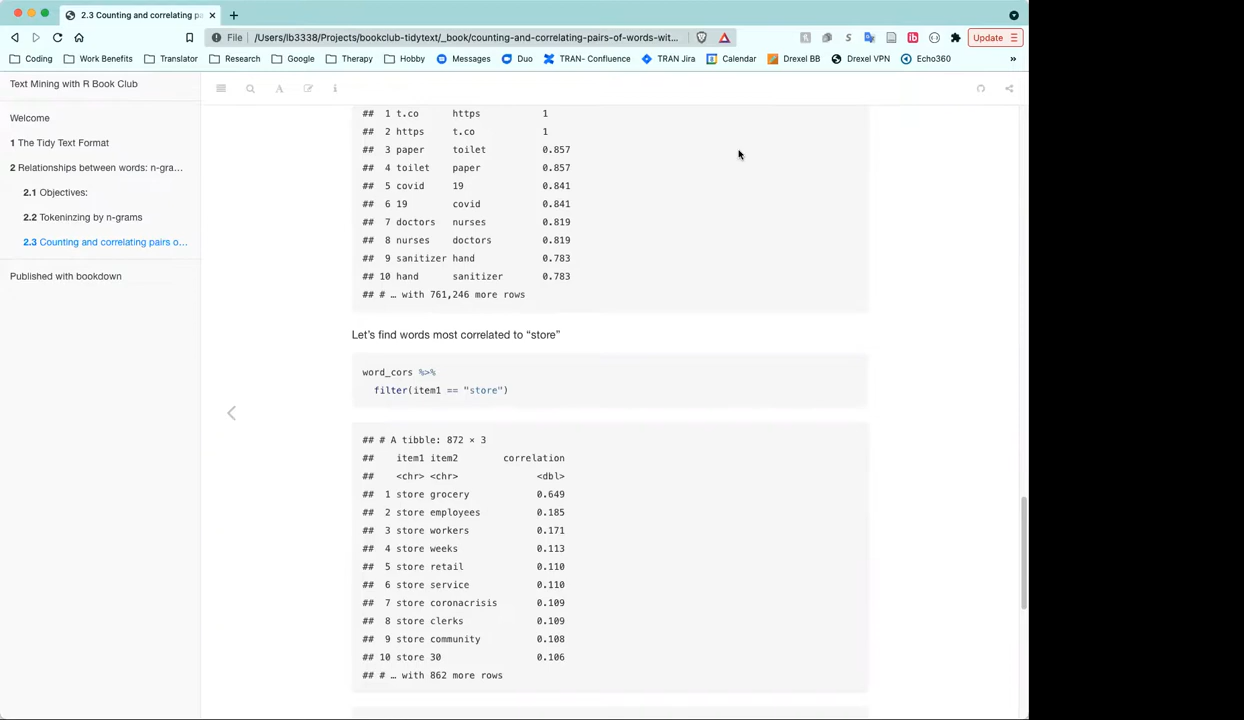 2.3 Counting and correlating pa
File
/Users/lb3338/Projects/bookclub-tidytext/_book/counting-and-correlating-pairs-of-words-wit...
Update
Coding
Work Benefits
Translator
Research
Google
Therapy
Hobby
Messages
Duo
TRAN- Confluence
TRAN Jira
Calendar
Drexel BB
Drexel VPN
Echo360
»
Text Mining with R Book Club
Welcome
1 The Tidy Text Format
2 Relationships between words: n-gra...
2.1 Objectives:
2.2 Tokeninzing by n-grams
2.3 Counting and correlating pairs o...
Published with bookdown
## 1 t.co https 1
## 2 https t.co 1
## 3 paper toilet 0.857
## 4 toilet paper 0.857
## 5 covid 19 0.841
## 6 19 covid 0.841
## 7 doctors nurses 0.819
## 8 nurses doctors 0.819
## 9 sanitizer hand 0.783
## 10 hand sanitizer 0.783
## # … with 761,246 more rows
Let's find words most correlated to “store”
word_cors %>%
filter(item1 == "store")
## # A tibble: 872 × 3
## item1 item2 correlation
## <chr> <chr> <dbl>
## 1 store grocery 0.649
## 2 store employees 0.185
## 3 store workers 0.171
## 4 store weeks 0.113
## 5 store retail 0.110
## 6 store service 0.110
## 7 store coronacrisis 0.109
## 8 store clerks 0.109
## 9 store community 0.108
## 10 store 30 0.106
## # … with 862 more rows